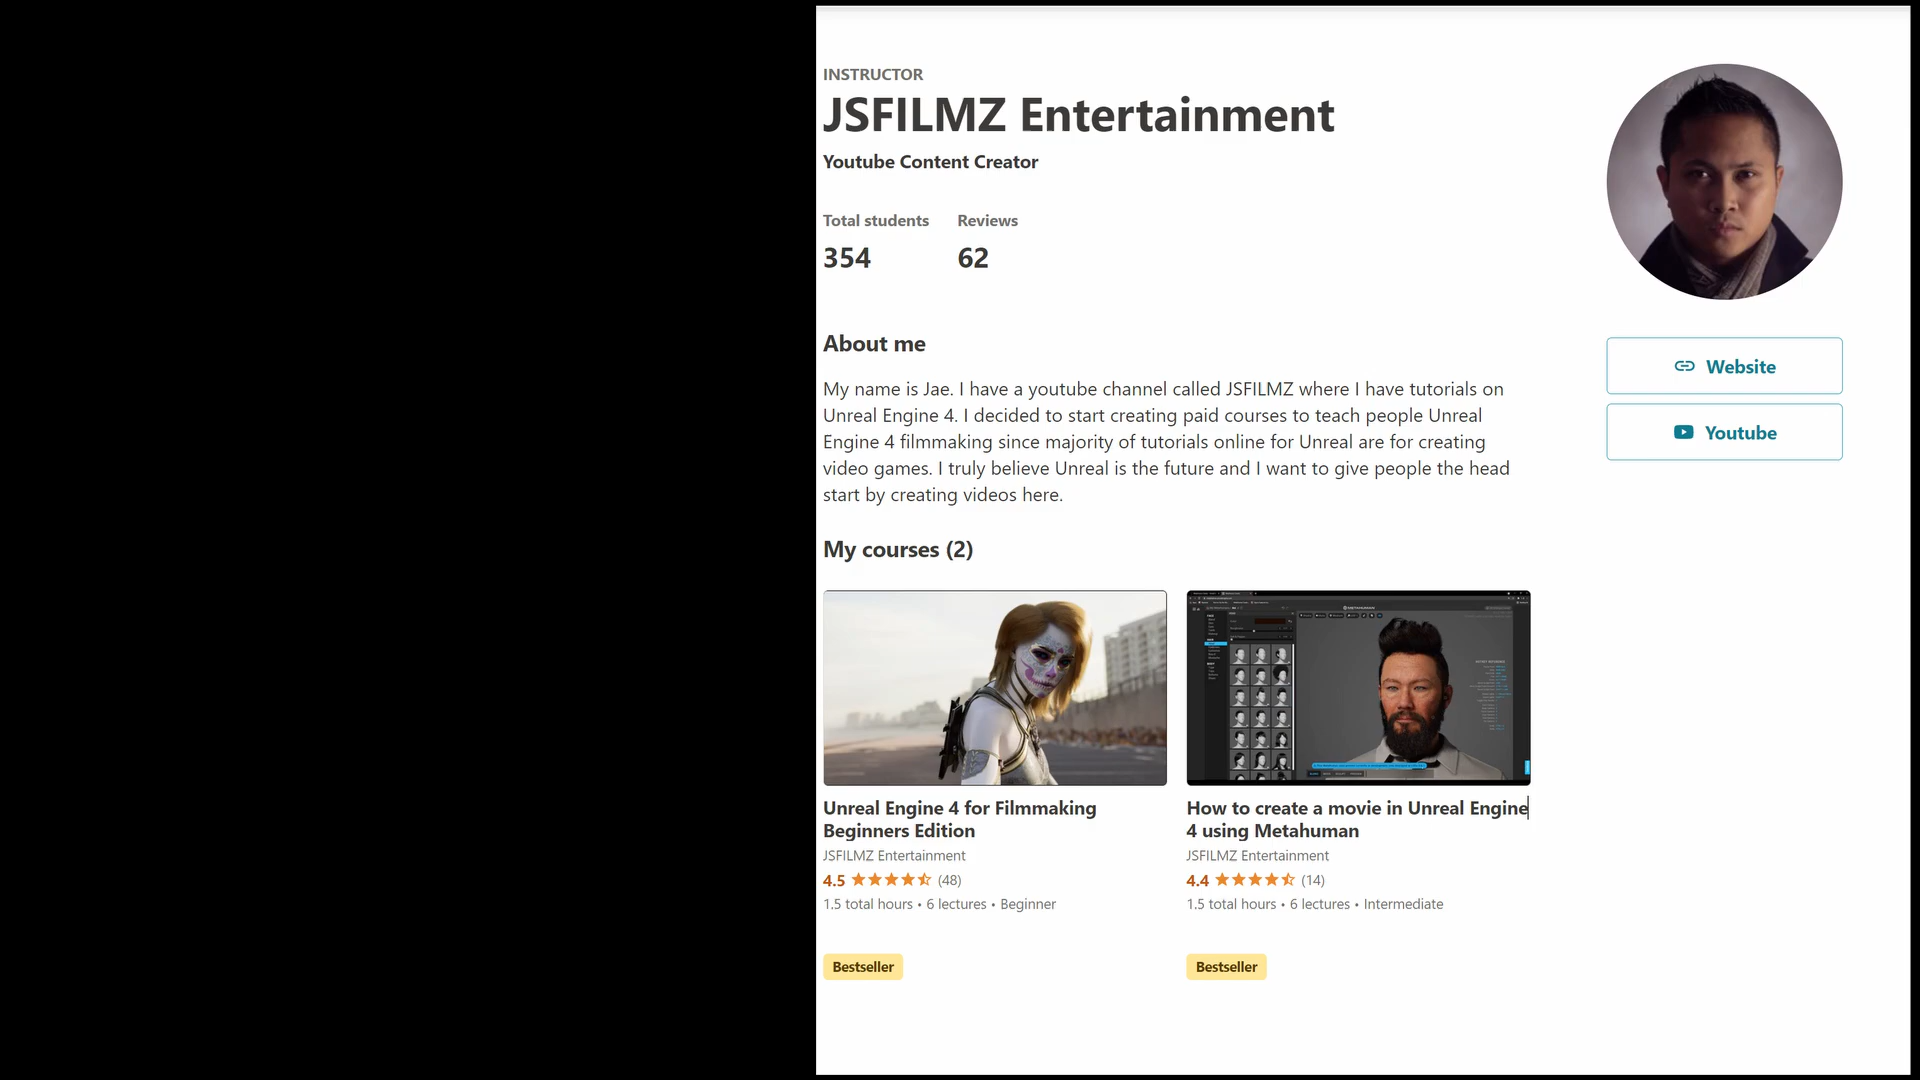 INSTRUCTOR
JSFILMZ Entertainment
Youtube Content Creator
Total students
Reviews
354
62
About me
My name is Jae. I have a youtube channel called JSFILMZ where I have tutorials on
Unreal Engine 4. I decided to start creating paid courses to teach people Unreal
Engine 4 filmmaking since majority of tutorials online for Unreal are for creating
video games. I truly believe Unreal is the future and I want to give people the head
start by creating videos here.
Website
Youtube
My courses (2)
METAHUMAN
Unreal Engine 4 for Filmmaking
Beginners Edition
JSFILMZ Entertainment
4.5 (48)
1.5 total hours • 6 lectures • Beginner
Bestseller
How to create a movie in Unreal Engine
4 using Metahuman
JSFILMZ Entertainment
4.4 (14)
1.5 total hours • 6 lectures • Intermediate
Bestseller